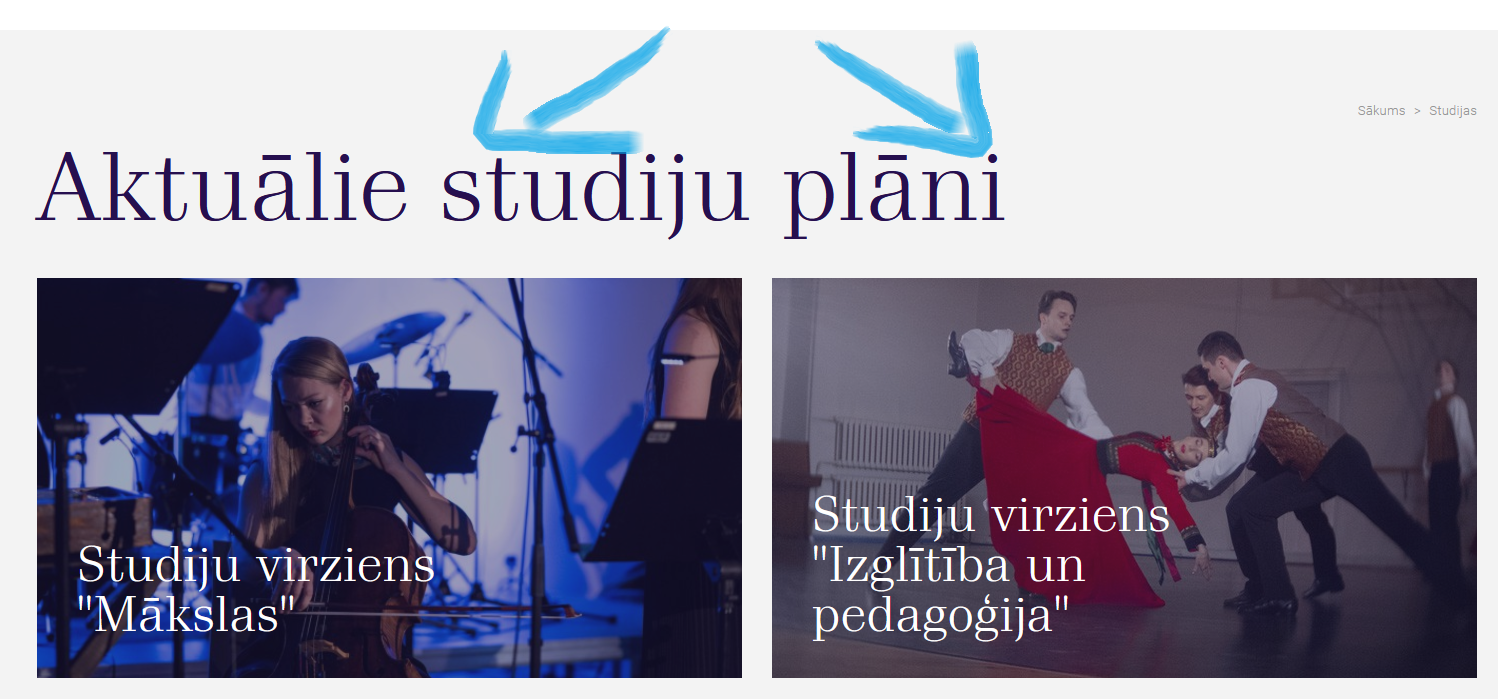 Sākums > Studijas
Aktuālie studiju plāni
Studiju virziens
"Mākslas"
Studiju virziens
"Izglītība un
pedagoģija"